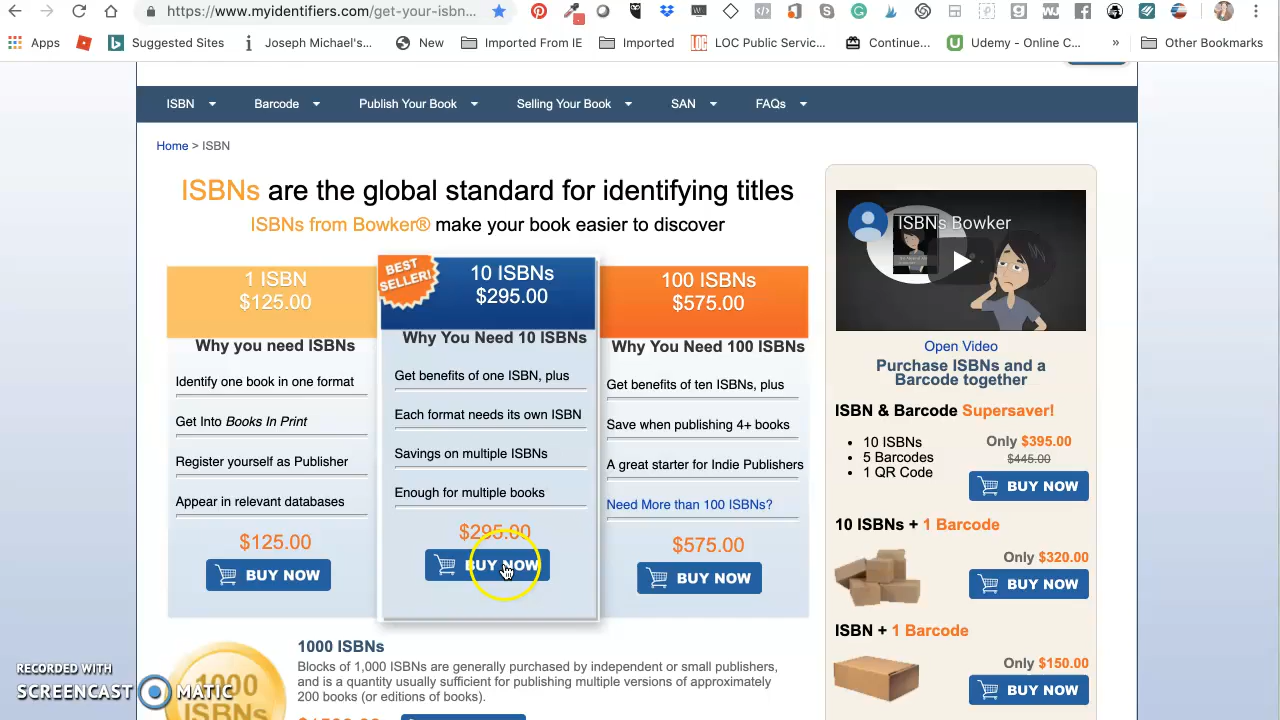 https://www.myidentifiers.com/get-your-isbn...
Apps
Suggested Sites
Joseph Michael's...
New
Imported From IE
Imported
LOC Public Servic...
Continue...
Udemy - Online C...
»
Other Bookmarks
ISBN
Barcode
Publish Your Book
Selling Your Book
SAN
FAQs
Home > ISBN
ISBNs are the global standard for identifying titles
ISBNs from Bowker® make your book easier to discover
1 ISBN
$125.00
Why you need ISBNs
Identify one book in one format
Get Into Books In Print
Register yourself as Publisher
Appear in relevant databases
$125.00
BUY NOW
BEST
SELLER!
10 ISBNs
$295.00
Why You Need 10 ISBNs
Get benefits of one ISBN, plus
Each format needs its own ISBN
Savings on multiple ISBNs
Enough for multiple books
$295.00
BUY NOW
100 ISBNs
$575.00
Why You Need 100 ISBNs
Get benefits of ten ISBNs, plus
Save when publishing 4+ books
A great starter for Indie Publishers
Need More than 100 ISBNs?
$575.00
BUY NOW
1000 ISBNs
Blocks of 1,000 ISBNs are generally purchased by independent or small publishers,
and is a quantity usually sufficient for publishing multiple versions of approximately
200 books (or editions of books).
1000
ISBNs
ISBNs Bowker
Open Video
Purchase ISBNs and a
Barcode together
ISBN & Barcode Supersaver!
• 10 ISBNs
• 5 Barcodes
• 1 QR Code
Only $395.00
$445.00
BUY NOW
10 ISBNs + 1 Barcode
Only $320.00
BUY NOW
ISBN + 1 Barcode
Only $150.00
BUY NOW
RECORDED WITH
SCREENCAST MATIC